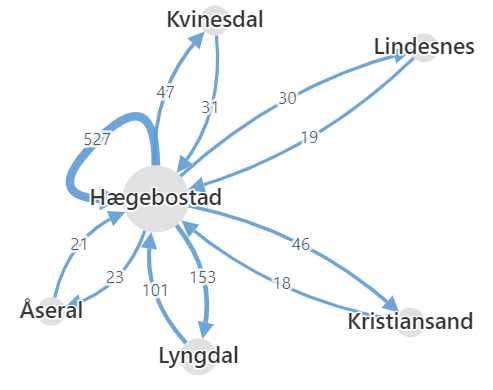 Kvinesdal
Lindesnes
47
31
30
19
527
Hægebostad
21
23
101
153
46
18
Åseral
Kristiansand
Lyngdal